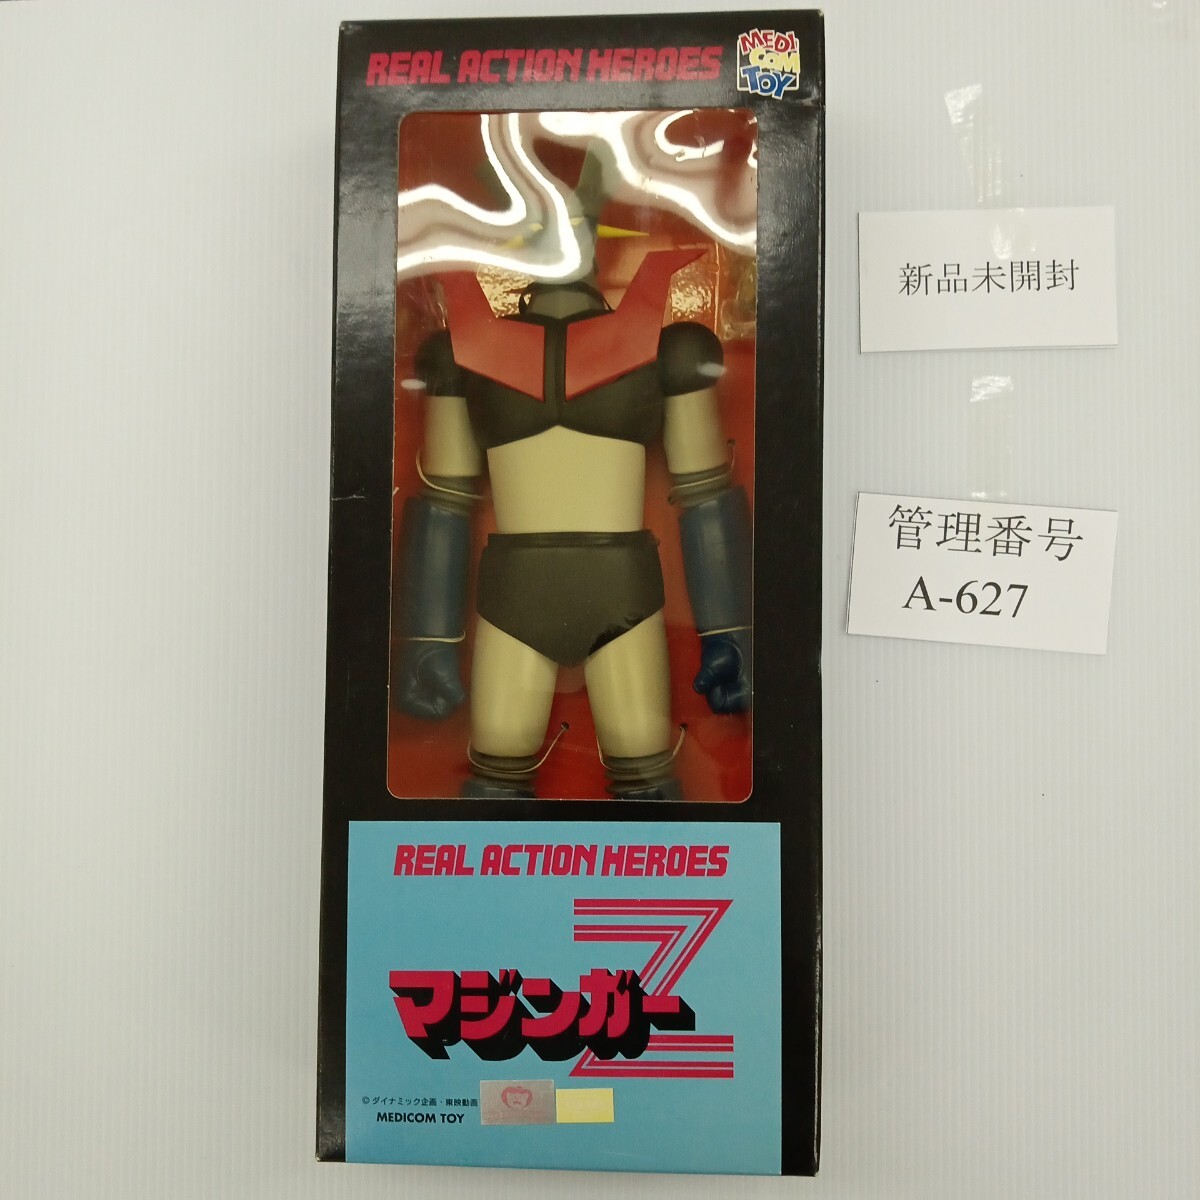 REAL ACTION HEROES
MEDI
COM
TOY
新品未開封
管理番号
A-627
REAL ACTION HEROES
マジンガーZ
© ダイナミック企画・東映動画
MEDICOM TOY